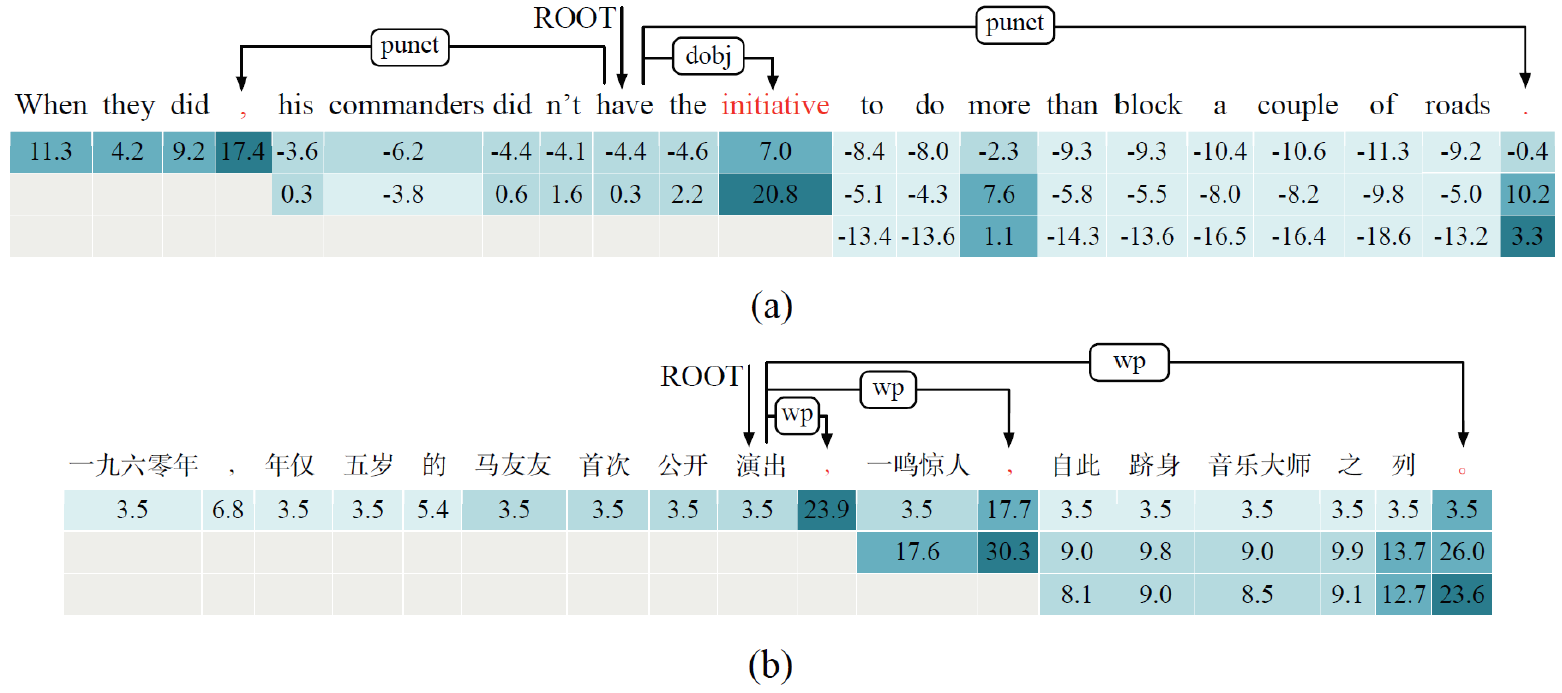 ROOT
punct
punct
dobj
When they did , his commanders did n't have the initiative to do more than block a couple of roads .
11.3 4.2 9.2 17.4 -3.6 -6.2 -4.4 -4.1 -4.4 -4.6 7.0 -8.4 -8.0 -2.3 -9.3 -9.3 -10.4 -10.6 -11.3 -9.2 -0.4
0.3 -3.8 0.6 1.6 0.3 2.2 20.8 -5.1 -4.3 7.6 -5.8 -5.5 -8.0 -8.2 -9.8 -5.0 10.2
-13.4 -13.6 1.1 -14.3 -13.6 -16.5 -16.4 -18.6 -13.2 3.3
(a)
wp
ROOT
wp
wp
一九六零年 , 年仅 五岁 的 马友友 首次 公开 演出 , 一鸣惊人 , 自此 跻身 音乐大师 之 列 。
3.5 6.8 3.5 3.5 5.4 3.5 3.5 3.5 3.5 23.9 3.5 17.7 3.5 3.5 3.5 3.5 3.5 3.5
17.6 30.3 9.0 9.8 9.0 9.9 13.7 26.0
8.1 9.0 8.5 9.1 12.7 23.6
(b)